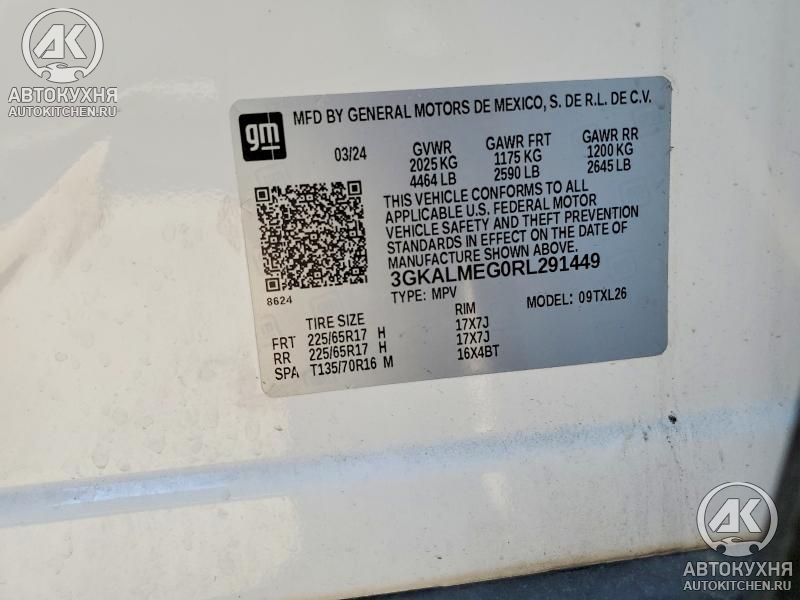 AK
АВТОКУХНЯ
AUTOKITCHEN.RU
gm
MFD BY GENERAL MOTORS DE MEXICO, S. DE R.L. DE C.V.
03/24 GVWR GAWR FRT GAWR RR
2025 KG 1175 KG 1200 KG
4464 LB 2590 LB 2645 LB
THIS VEHICLE CONFORMS TO ALL
APPLICABLE U.S. FEDERAL MOTOR
VEHICLE SAFETY AND THEFT PREVENTION
STANDARDS IN EFFECT ON THE DATE OF
MANUFACTURE SHOWN ABOVE.
3GKALMEG0RL291449
8624 TYPE: MPV MODEL: 09TXL26
TIRE SIZE RIM
FRT 225/65R17 H 17X7J
RR 225/65R17 H 17X7J
SPA T135/70R16 M 16X4BT
AK
АВТОКУХНЯ
AUTOKITCHEN.RU